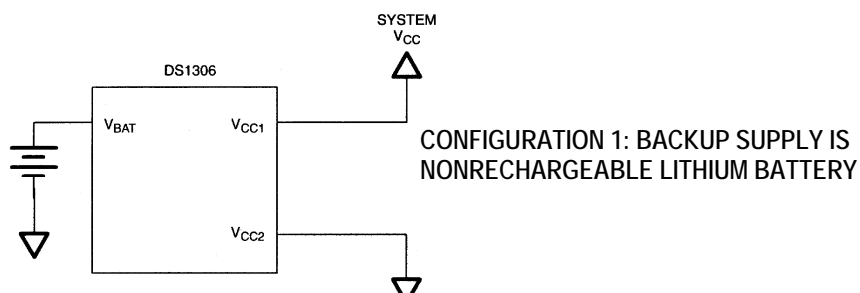 SYSTEM
VCC
DS1306
VBAT
VCC1
CONFIGURATION 1: BACKUP SUPPLY IS
NONRECHARGEABLE LITHIUM BATTERY
VCC2